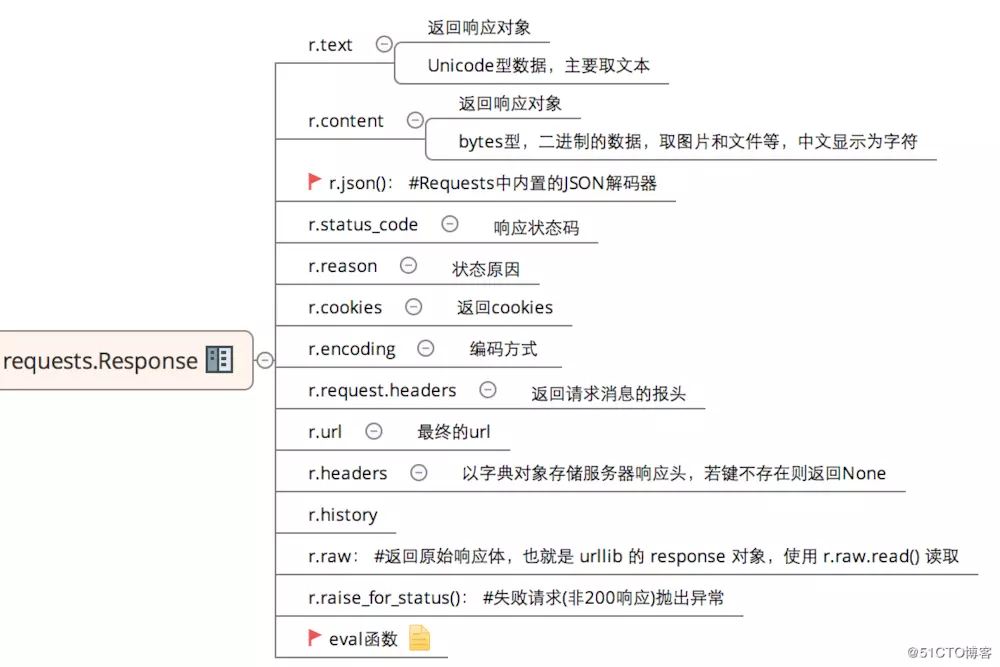 requests.Response
r.text
返回响应对象
Unicode型数据，主要取文本
r.content
返回响应对象
bytes型，二进制的数据，取图片和文件等，中文显示为字符
r.json(): #Requests中内置的JSON解码器
r.status_code 响应状态码
r.reason 状态原因
r.cookies 返回cookies
r.encoding 编码方式
r.request.headers 返回请求消息的报头
r.url 最终的url
r.headers 以字典对象存储服务器响应头，若键不存在则返回None
r.history
r.raw： #返回原始响应体，也就是 urllib 的 response 对象，使用 r.raw.read() 读取
r.raise_for_status()： #失败请求(非200响应)抛出异常
eval函数
@51CTO博客